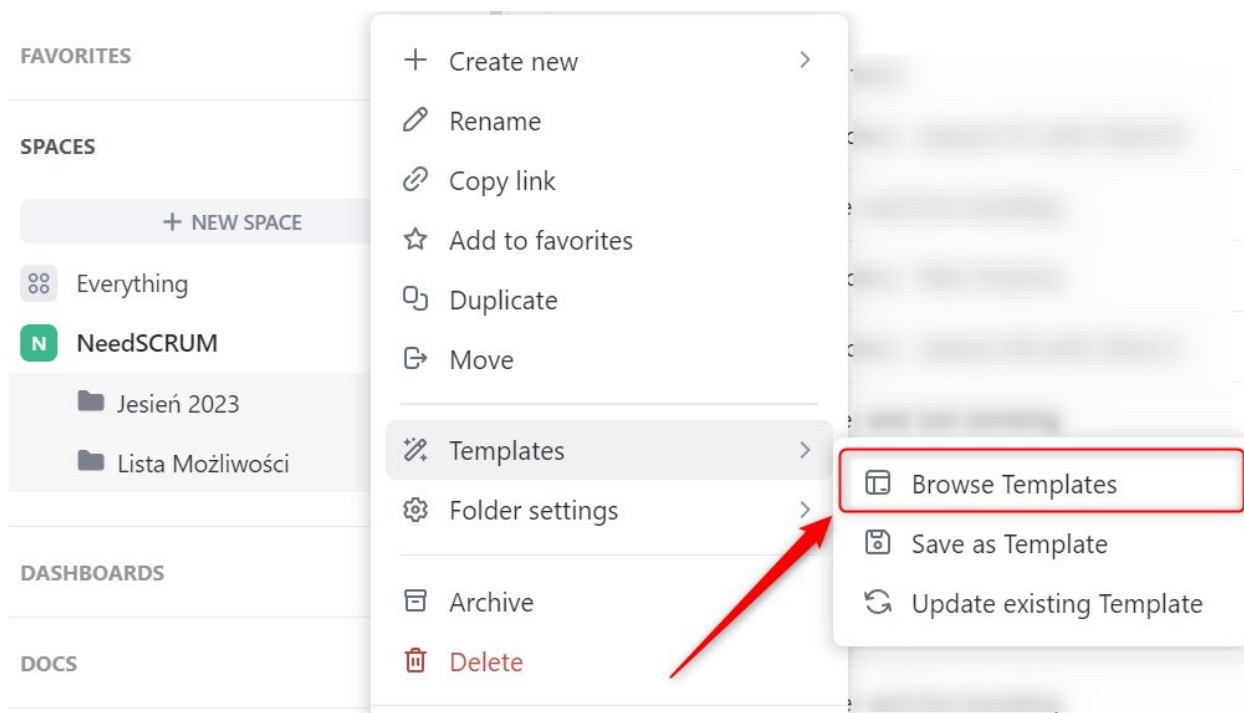 FAVORITES
SPACES
+ NEW SPACE
Everything
N NeedSCRUM
Jesień 2023
Lista Możliwości
DASHBOARDS
DOCS
Create new
Rename
Copy link
Add to favorites
Duplicate
Move
Templates
Folder settings
Archive
Delete
Browse Templates
Save as Template
Update existing Template